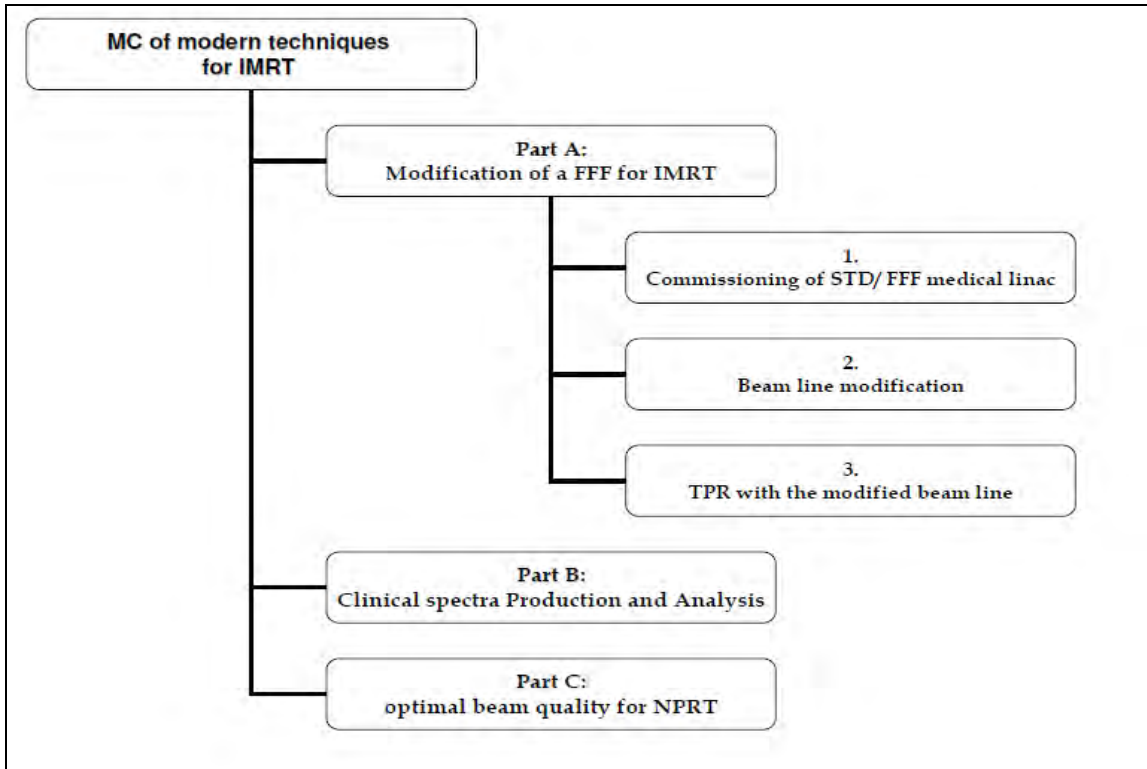 MC of modern techniques
for IMRT
Part A:
Modification of a FFF for IMRT
1.
Commissioning of STD/ FFF medical linac
2.
Beam line modification
3.
TPR with the modified beam line
Part B:
Clinical spectra Production and Analysis
Part C:
optimal beam quality for NPRT